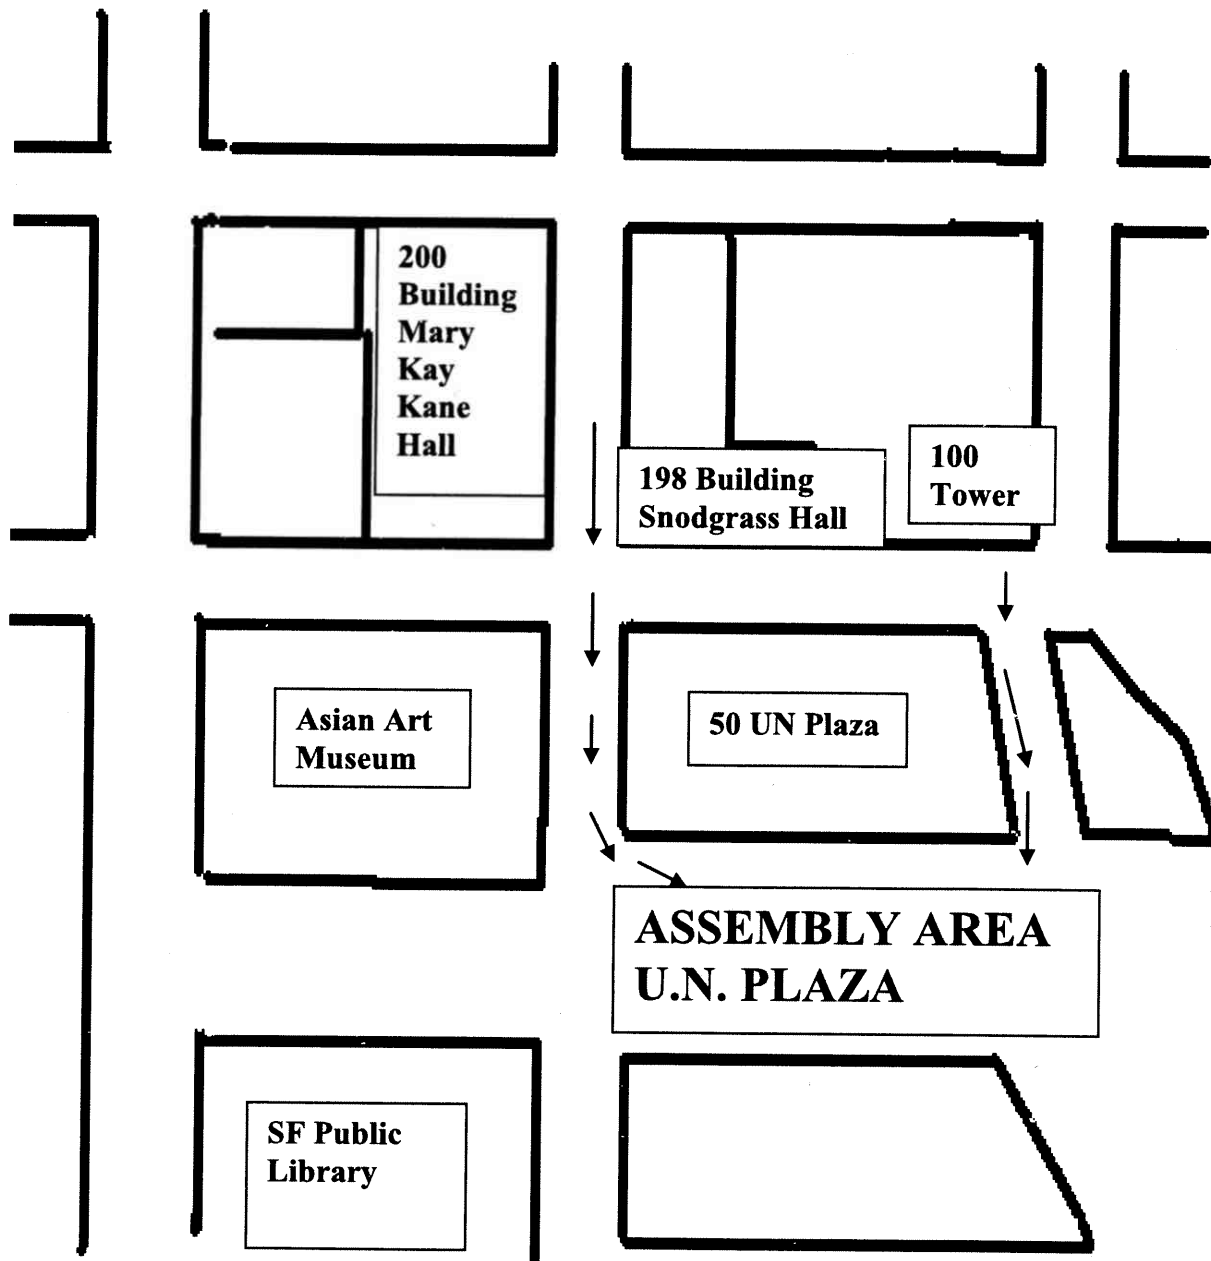 200
Building
Mary
Kay
Kane
Hall
198 Building
Snodgrass Hall
100
Tower
Asian Art
Museum
50 UN Plaza
ASSEMBLY AREA
U.N. PLAZA
SF Public
Library